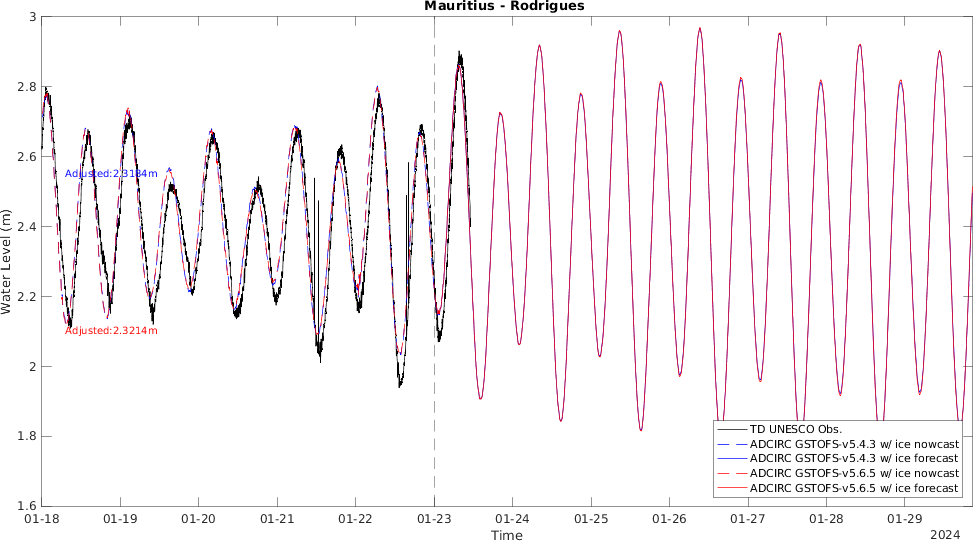 Mauritius - Rodrigues
3
2.8
2.6
2.4
2.2
2
1.8
1.6
Water Level (m)
Adjusted:2.3184m
Adjusted:2.3214m
TD UNESCO Obs.
ADCIRC GSTOFS-v5.4.3 w/ ice nowcast
ADCIRC GSTOFS-v5.4.3 w/ ice forecast
ADCIRC GSTOFS-v5.6.5 w/ ice nowcast
ADCIRC GSTOFS-v5.6.5 w/ ice forecast
01-18 01-19 01-20 01-21 01-22 01-23 01-24 01-25 01-26 01-27 01-28 01-29
Time
2024